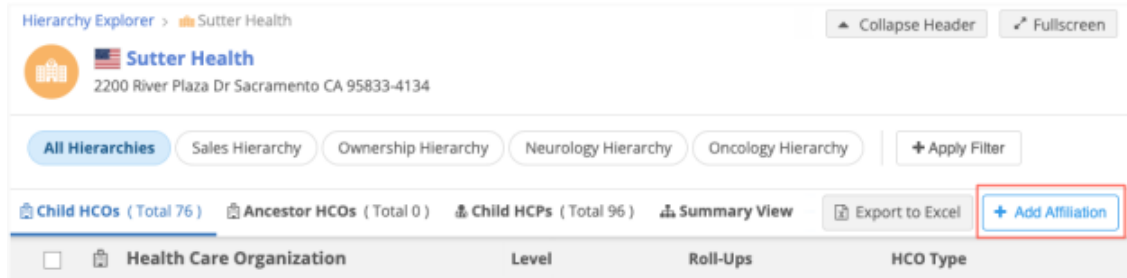 Hierarchy Explorer > Sutter Health
Collapse Header
Fullscreen
Sutter Health
2200 River Plaza Dr Sacramento CA 95833-4134
All Hierarchies Sales Hierarchy Ownership Hierarchy Neurology Hierarchy Oncology Hierarchy + Apply Filter
Child HCOs ( Total 76 ) Ancestor HCOs ( Total 0 ) Child HCPs ( Total 96 ) Summary View Export to Excel + Add Affiliation
Health Care Organization Level Roll-Ups HCO Type